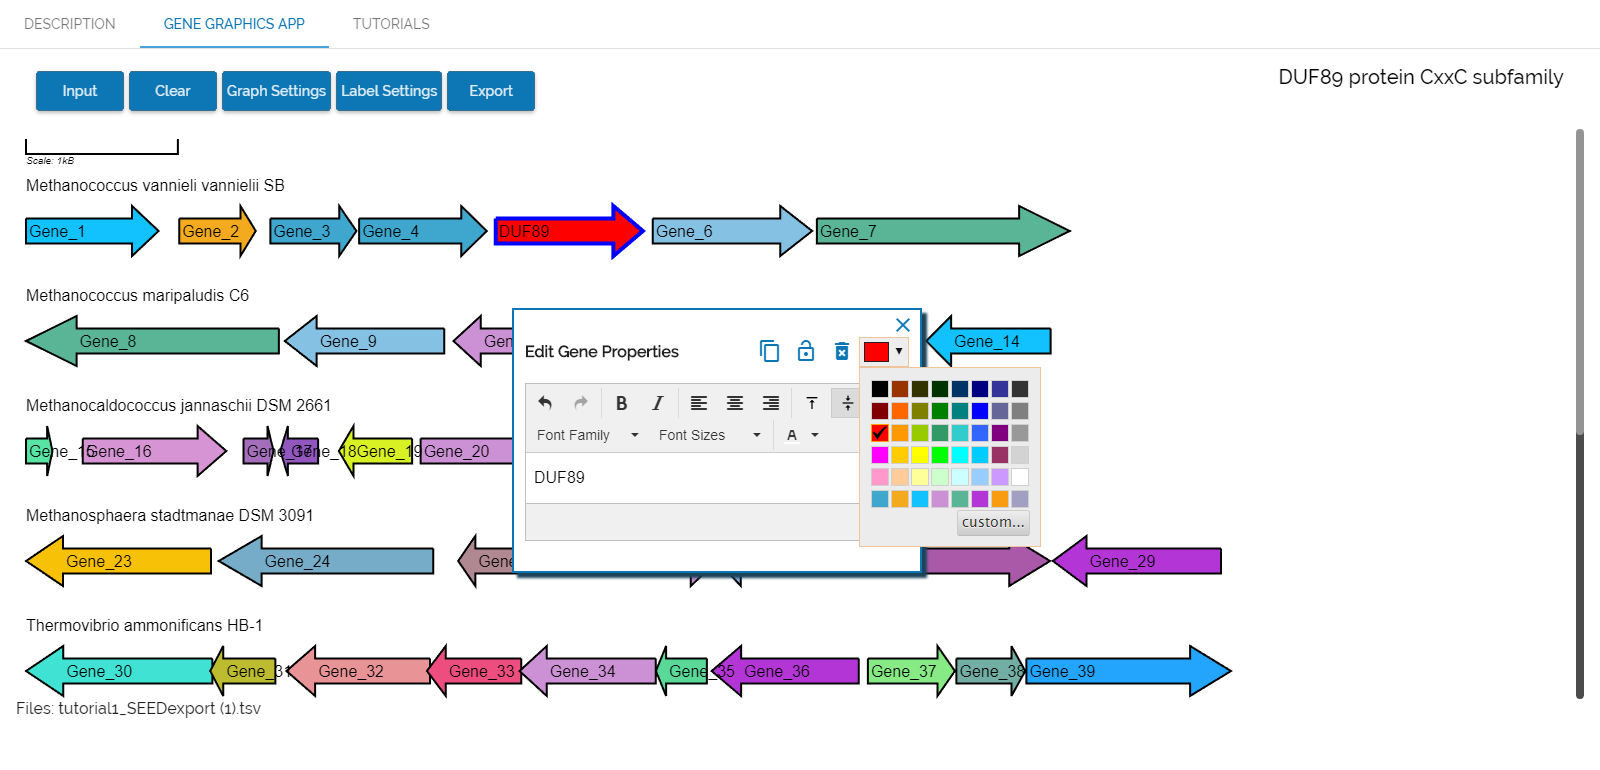 DESCRIPTION GENE GRAPHICS APP TUTORIALS
Input Clear Graph Settings Label Settings Export
DUF89 protein CxxC subfamily
Scale: 1kB
Methanococcus vannieli vannielii SB
Gene_1 Gene_2 Gene_3 Gene_4 DUF89 Gene_6 Gene_7
Methanococcus maripaludis C6
Gene_8 Gene_9 Gen Gene_14
Edit Gene Properties
B I
Font Family Font Sizes A
DUF89
custom...
Methanocaldococcus jannaschii DSM 2661
Gene_15 Gene_16 Gene_17 Gene_18 Gene_19 Gene_20
Methanosphaera stadtmanae DSM 3091
Gene_23 Gene_24 Gene Gene_29
Thermovibrio ammonificans HB-1
Gene_30 Gene_31 Gene_32 Gene_33 Gene_34 Gene_35 Gene_36 Gene_37 Gene_38 Gene_39
Files: tutorial1_SEEDexport (1).tsv